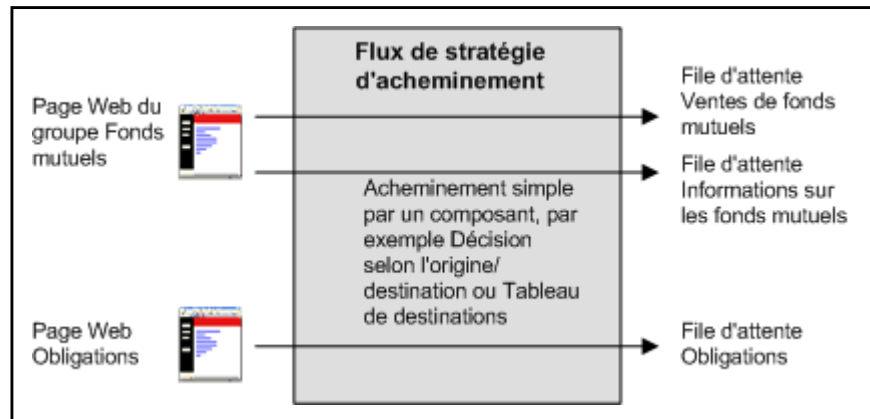 Flux de stratégie
d'acheminement
Page Web du
groupe Fonds
mutuels
File d'attente
Ventes de fonds
mutuels
File d'attente
Informations sur
les fonds mutuels
Acheminement simple
par un composant, par
exemple Décision
selon l'origine/
destination ou Tableau
de destinations
Page Web
Obligations
File d'attente
Obligations